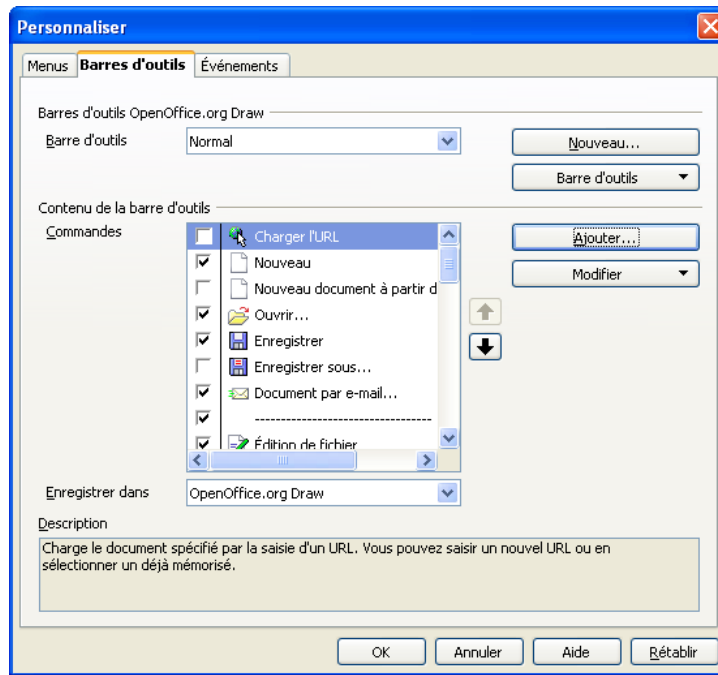 Personnaliser
Menus Barres d'outils Événements
Barres d'outils OpenOffice.org Draw
Barre d'outils Normal Nouveau...
Barre d'outils
Contenu de la barre d'outils
Commandes Charger l'URL Ajouter...
Nouveau Modifier
Nouveau document à partir d
Ouvrir...
Enregistrer
Enregistrer sous...
Document par e-mail...
---------------------------------
Édition de fichier
Enregistrer dans OpenOffice.org Draw
Description
Charge le document spécifié par la saisie d'un URL. Vous pouvez saisir un nouvel URL ou en
sélectionner un déjà mémorisé.
OK Annuler Aide Rétablir